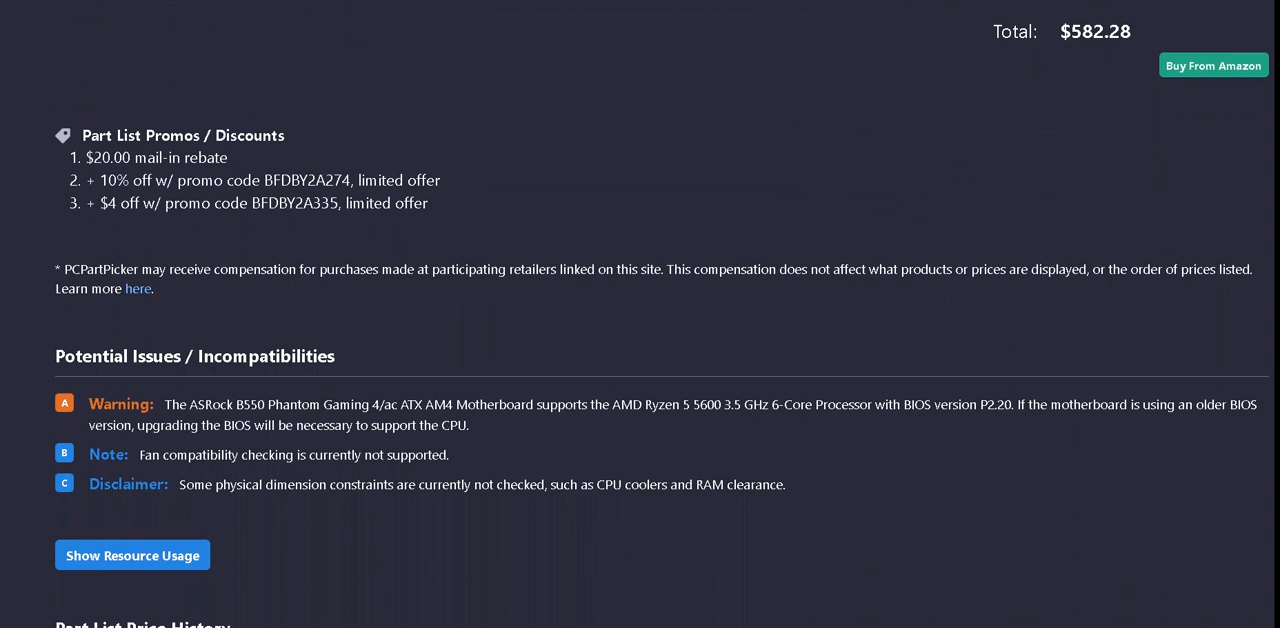 Total: $582.28
Buy From Amazon
Part List Promos / Discounts
1. $20.00 mail-in rebate
2. + 10% off w/ promo code BFDBY2A274, limited offer
3. + $4 off w/ promo code BFDBY2A335, limited offer
* PCPartPicker may receive compensation for purchases made at participating retailers linked on this site. This compensation does not affect what products or prices are displayed, or the order of prices listed.
Learn more here.
Potential Issues / Incompatibilities
A Warning: The ASRock B550 Phantom Gaming 4/ac ATX AM4 Motherboard supports the AMD Ryzen 5 5600 3.5 GHz 6-Core Processor with BIOS version P2.20. If the motherboard is using an older BIOS
version, upgrading the BIOS will be necessary to support the CPU.
B Note: Fan compatibility checking is currently not supported.
C Disclaimer: Some physical dimension constraints are currently not checked, such as CPU coolers and RAM clearance.
Show Resource Usage
Part List Price History